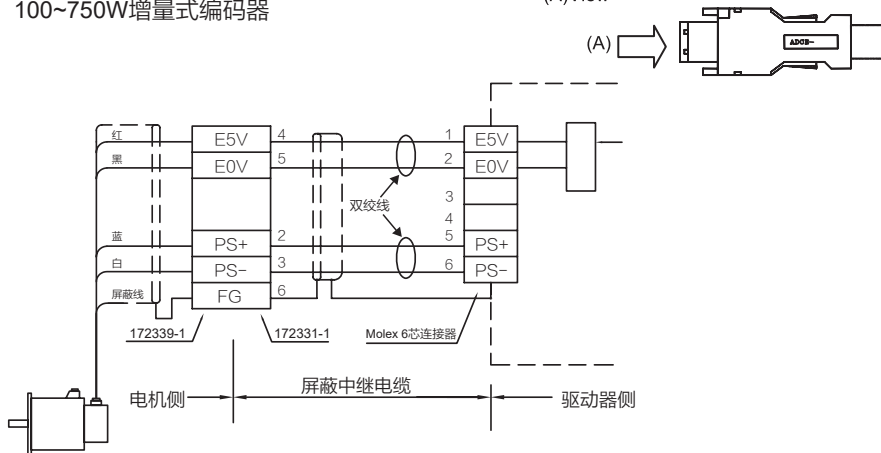 100~750W增量式编码器
(A)
ADCB-
红
E5V
4
1
E5V
黑
E0V
5
2
E0V
3
双绞线
4
蓝
PS+
2
5
PS+
白
PS-
3
6
PS-
屏蔽线
FG
6
172339-1
172331-1
Molex 6芯连接器
电机侧
屏蔽中继电缆
驱动器侧